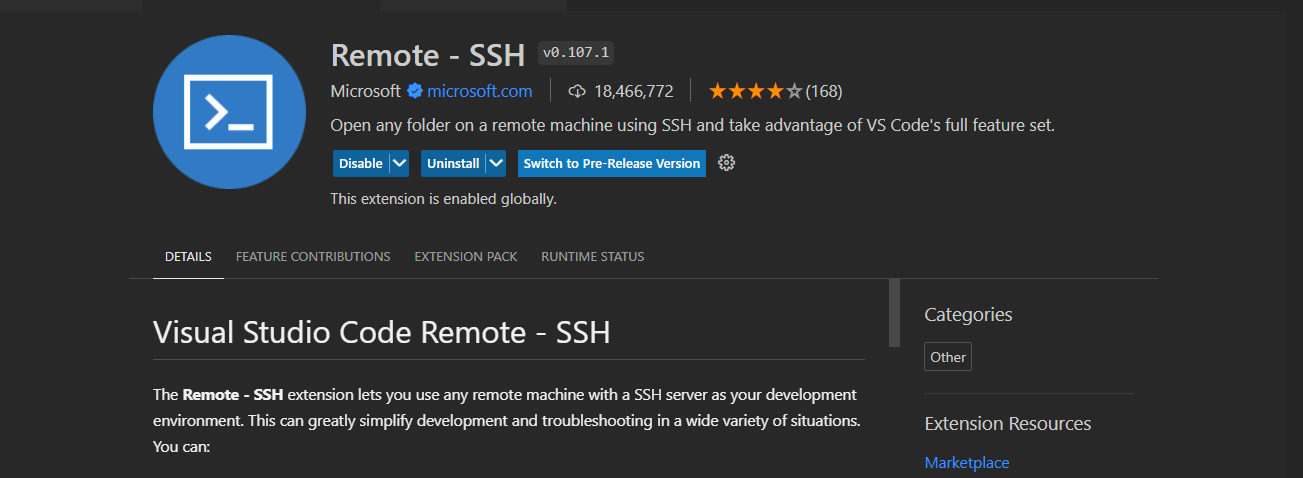 Remote - SSH v0.107.1
Microsoft microsoft.com 18,466,772 (168)
Open any folder on a remote machine using SSH and take advantage of VS Code's full feature set.
Disable Uninstall Switch to Pre-Release Version
This extension is enabled globally.
DETAILS FEATURE CONTRIBUTIONS EXTENSION PACK RUNTIME STATUS
Visual Studio Code Remote - SSH
The Remote - SSH extension lets you use any remote machine with a SSH server as your development
environment. This can greatly simplify development and troubleshooting in a wide variety of situations.
You can:
Categories
Other
Extension Resources
Marketplace